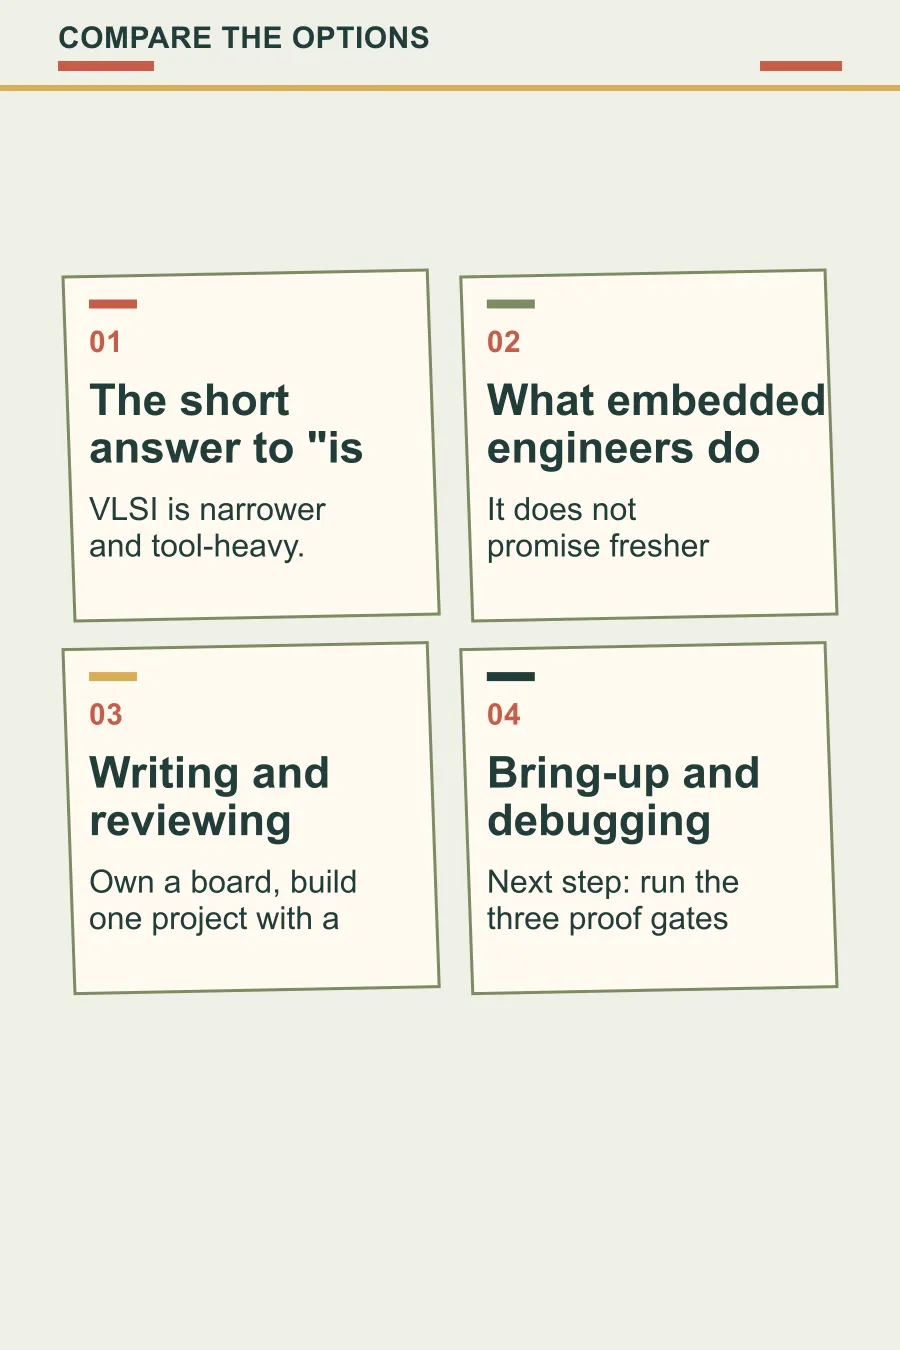 COMPARE THE OPTIONS
01
The short
answer to "is
VLSI is narrower
and tool-heavy.
02
What embedded
engineers do
It does not
promise fresher
03
Writing and
reviewing
Own a board, build
one project with a
04
Bring-up and
debugging
Next step: run the
three proof gates